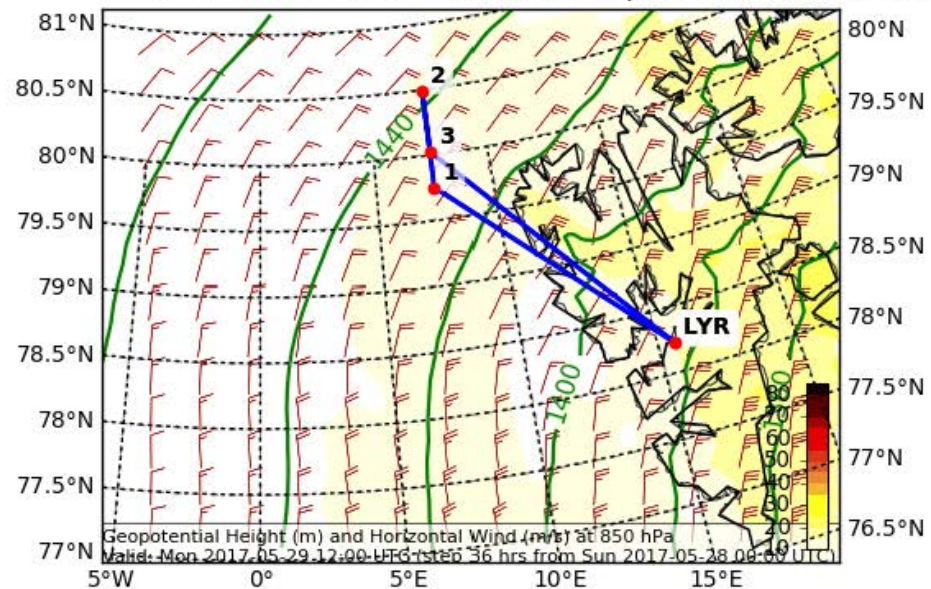 81°N
80°N
80.5°N
79.5°N
80°N
79°N
79.5°N
78.5°N
79°N
78°N
78.5°N
77.5°N
78°N
77°N
77.5°N
76.5°N
77°N
2
3
1
LYR
1440
1400
80
60
50
40
30
Geopotential Height (m) and Horizontal Wind (m/s) at 850 hPa
Valid: Mon 2017-05-29 12:00 UTC (step 36 hrs from Sun 2017-05-28 00:00 UTC)
5°W
0°
5°E
10°E
15°E